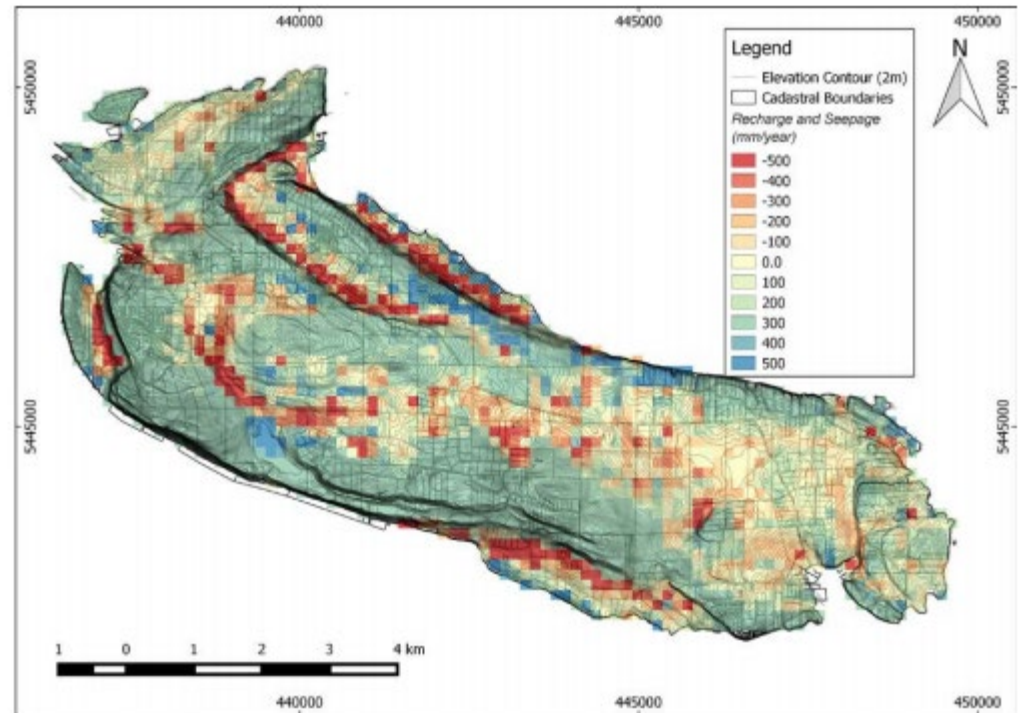 440000 445000 450000
Legend
Elevation Contour (2m)
Cadastral Boundaries
Recharge and Seepage
(mm/year)
-500
-400
-300
-200
-100
0.0
100
200
300
400
500
N
5450000 5450000
5445000 5445000
1 0 1 2 3 4 km
440000 445000 450000